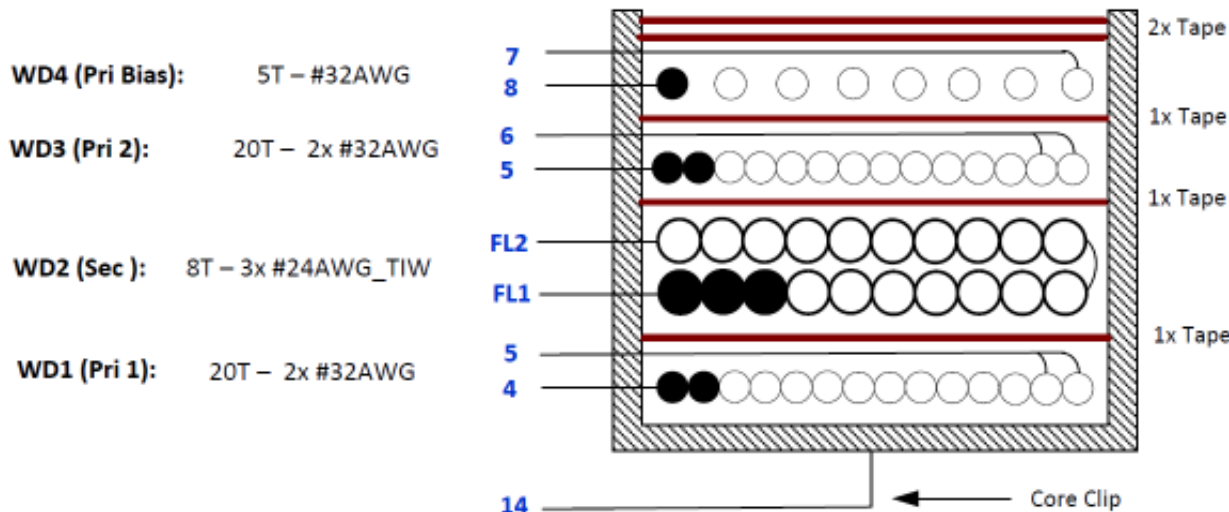 2x Tape
7
WD4 (Pri Bias): 5T – #32AWG
8
1x Tape
6
WD3 (Pri 2): 20T – 2x #32AWG
5
1x Tape
FL2
WD2 (Sec ): 8T – 3x #24AWG_TIW
FL1
1x Tape
5
WD1 (Pri 1): 20T – 2x #32AWG
4
14
Core Clip